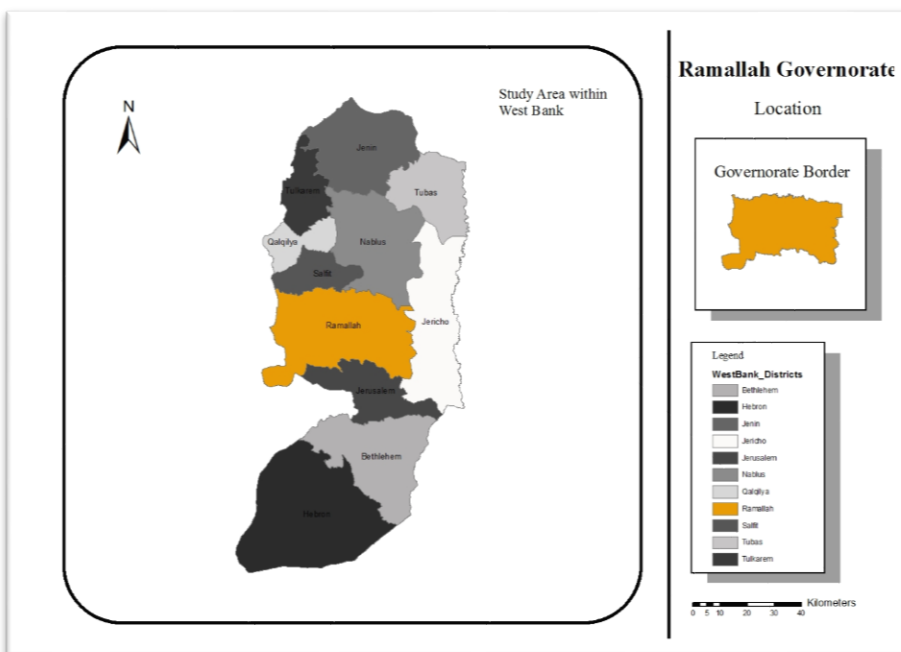 N
Study Area within
West Bank
Jenin
Tulkarem
Tubas
Qalqilya
Nablus
Salfit
Ramallah
Jericho
Jerusalem
Bethlehem
Hebron
Ramallah Governorate
Location
Governorate Border
Legend
WestBank_Districts
Bethlehem
Hebron
Jenin
Jericho
Jerusalem
Nablus
Qalqilya
Ramallah
Salfit
Tubas
Tulkarem
Kilometers
0 5 10 20 30 40